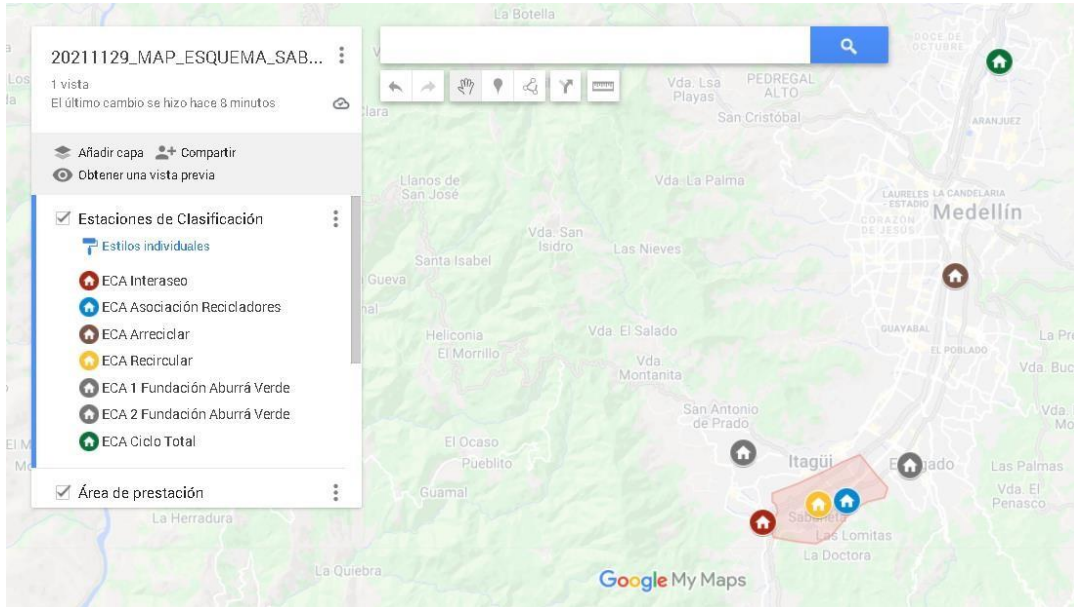 20211129_MAP_ESQUEMA_SAB...
1 vista
El último cambio se hizo hace 8 minutos
Añadir capa Compartir
Obtener una vista previa
Estaciones de Clasificación
Estilos individuales
ECA Interaseo
ECA Asociación Recicladores
ECA Arreciclar
ECA Recircular
ECA 1 Fundación Aburrá Verde
ECA 2 Fundación Aburrá Verde
ECA Ciclo Total
Área de prestación
La Botella
DOCE DE
OCTUBRE
Vda. Lsa
Playas
PEDREGAL
ALTO
San Cristóbal
ARANJUEZ
Llanos de
San José
Vda. La Palma
LAURELES
ESTADIO
LA CANDELARIA
Medellín
CORAZÓN
DE JESÚS
Vda. San
Isidro
Las Nieves
Santa Isabel
Gueva
Heliconia
El Morrillo
Vda. El Salado
GUAYABAL
EL POBLADO
Vda.
Montanita
San Antonio
de Prado
El Ocaso
Pueblito
Itagüí
Las Palmas
Guamal
Vda. El
Penasco
Las Lomitas
La Doctora
La Herradura
La Quiebra
Google My Maps